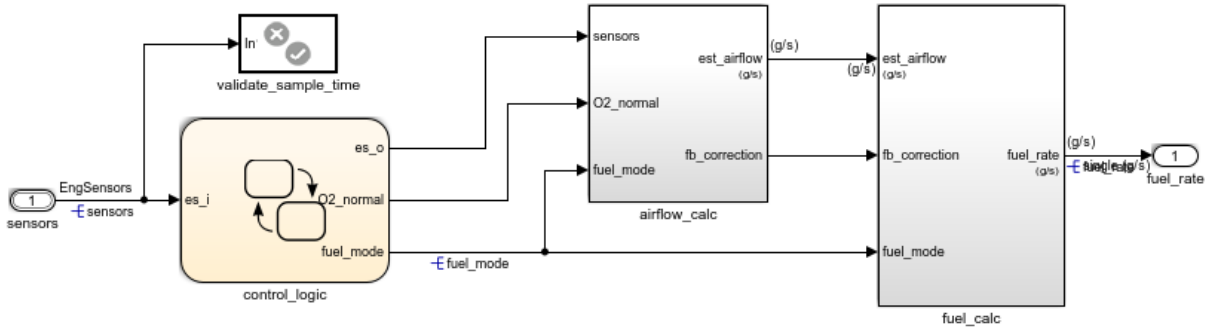 In
validate_sample_time
1
EngSensors
sensors
sensors
es_i
es_o
O2_normal
fuel_mode
control_logic
fuel_mode
sensors
O2_normal
fuel_mode
est_airflow
(g/s)
fb_correction
airflow_calc
(g/s)
(g/s)
est_airflow
(g/s)
fb_correction
fuel_mode
fuel_rate
(g/s)
fuel_calc
(g/s)
1
fuel_rate